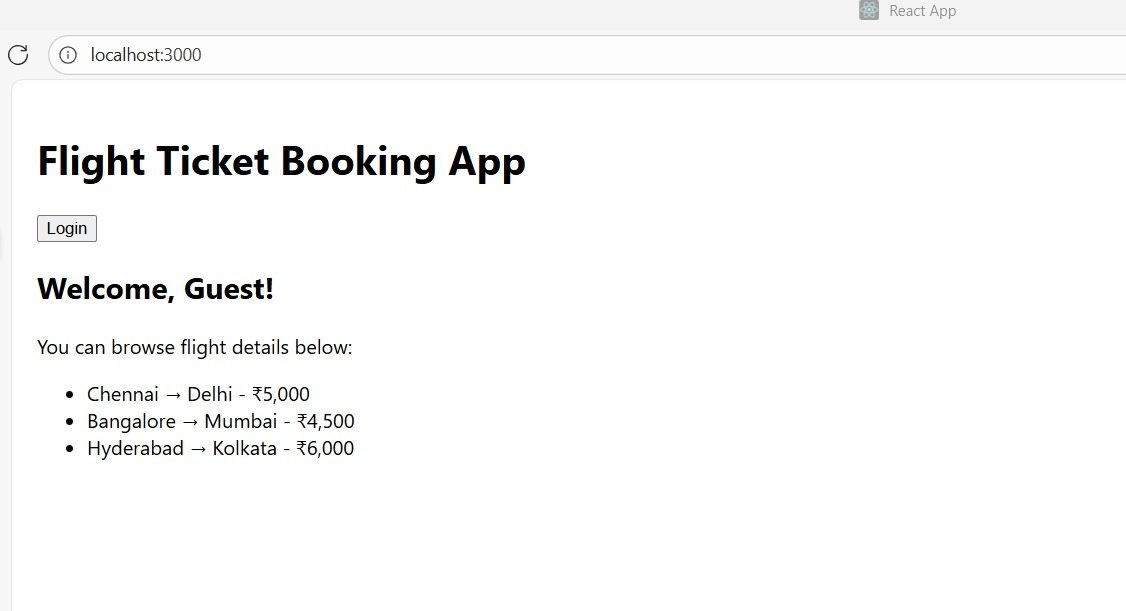 React App
localhost:3000
Flight Ticket Booking App
Login
Welcome, Guest!
You can browse flight details below:
• Chennai → Delhi - ₹5,000
• Bangalore → Mumbai - ₹4,500
• Hyderabad → Kolkata - ₹6,000